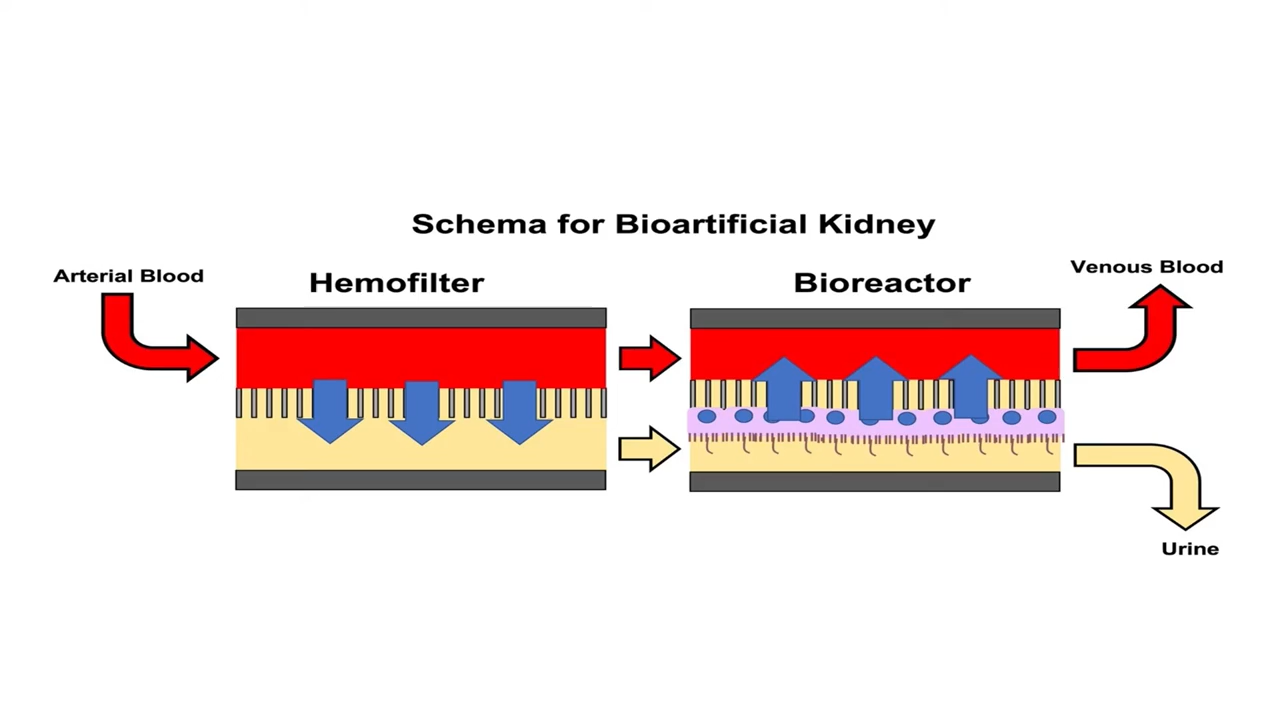 Schema for Bioartificial Kidney
Arterial Blood
Hemofilter
Bioreactor
Venous Blood
Urine